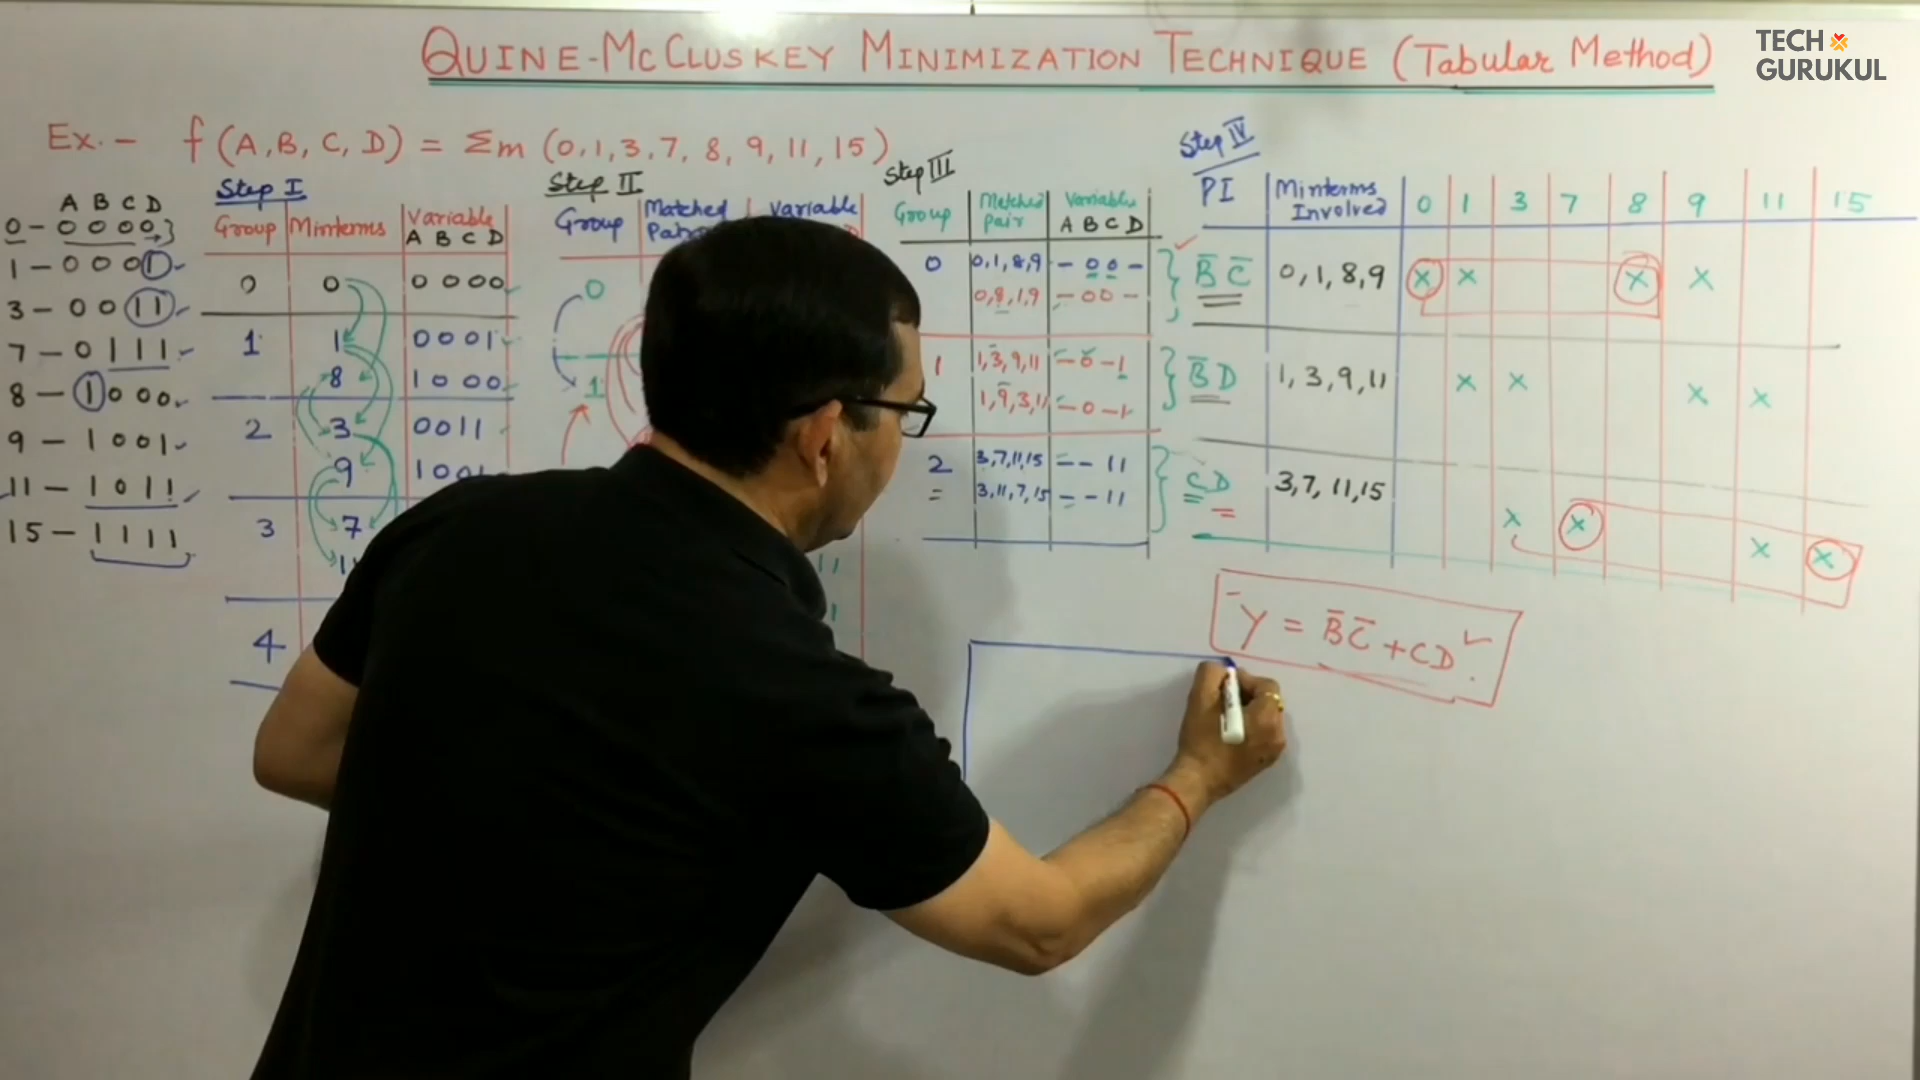 QUINE-McCLUSKEY MINIMIZATION TECHNIQUE (Tabular Method)
TECH
GURUKUL
Ex. - f (A, B, C, D) = Σm (0, 1, 3, 7, 8, 9, 11, 15)
A B C D
0 - 0 0 0 0
1 - 0 0 0 1
3 - 0 0 1 1
7 - 0 1 1 1
8 - 1 0 0 0
9 - 1 0 0 1
11 - 1 0 1 1
15 - 1 1 1 1
Step I
Group Minterms Variable
A B C D
0 0 0 0 0 0
1 1 0 0 0 1
8 1 0 0 0
2 3 0 0 1 1
9 1 0 0 1
3 7
4
Step II
Group Matched Variable
0
1
Step III
Group Matched Pair Variables
A B C D
0 0,1,8,9 - 0 0 -
0,8,1,9 - 0 0 -
1 1,3,9,11 - 0 - 1
1,9,3,11 - 0 - 1
2 3,7,11,15 - - 1 1
= 3,11,7,15 - - 1 1
Step IV
PI Minterms Involved 0 1 3 7 8 9 11 15
B̅ C̅ 0, 1, 8, 9 x x x x
B̅ D 1, 3, 9, 11 x x x x
C D 3, 7, 11, 15 x x x x
Y = B̅ C̅ + CD